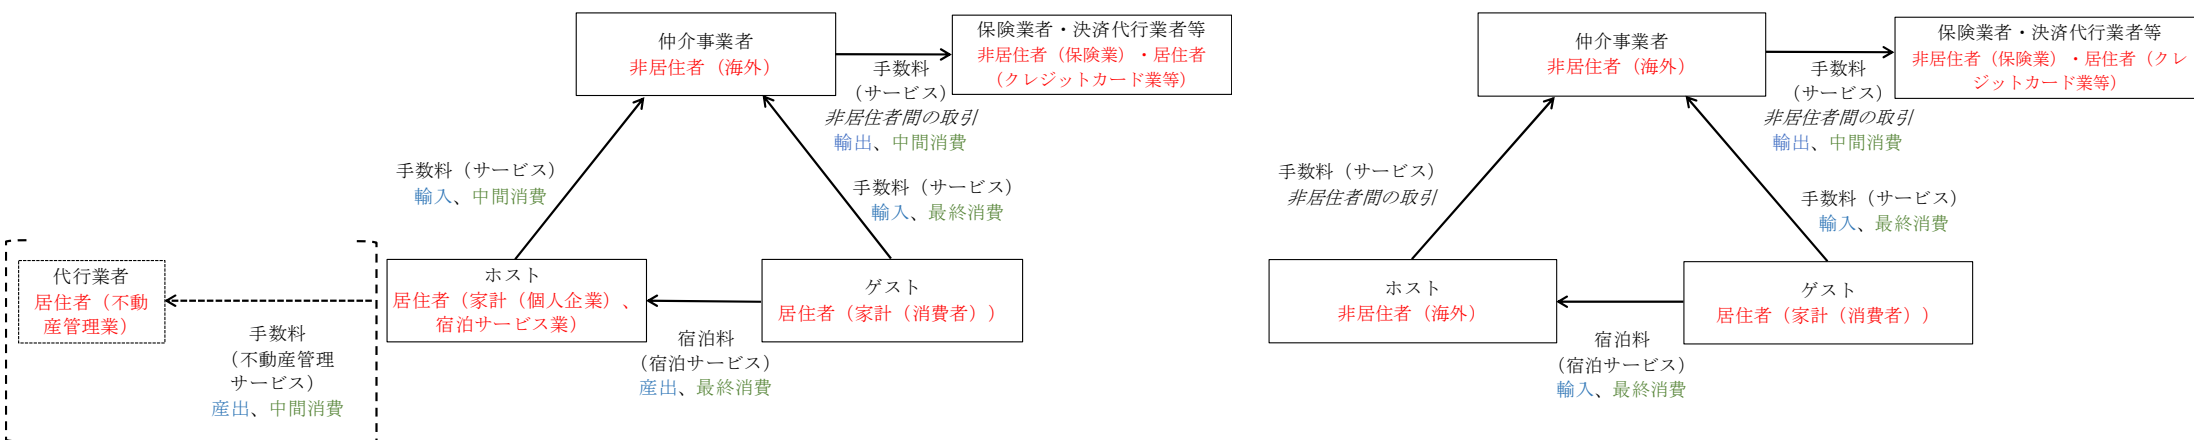 仲介事業者
非居住者（海外）
保険業者・決済代行業者等
非居住者（保険業）・居住者
（クレジットカード業等）
手数料
（サービス）
非居住者間の取引
輸出、中間消費
手数料（サービス）
輸入、中間消費
手数料（サービス）
輸入、最終消費
代行業者
居住者（不動
産管理業）
ホスト
居住者（家計（個人企業）、
宿泊サービス業）
ゲスト
居住者（家計（消費者））
手数料
（不動産管理
サービス）
産出、中間消費
宿泊料
（宿泊サービス）
産出、最終消費
仲介事業者
非居住者（海外）
保険業者・決済代行業者等
非居住者（保険業）・居住者（クレ
ジットカード業等）
手数料
（サービス）
非居住者間の取引
輸出、中間消費
手数料（サービス）
非居住者間の取引
手数料（サービス）
輸入、最終消費
ホスト
非居住者（海外）
ゲスト
居住者（家計（消費者））
宿泊料
（宿泊サービス）
輸入、最終消費